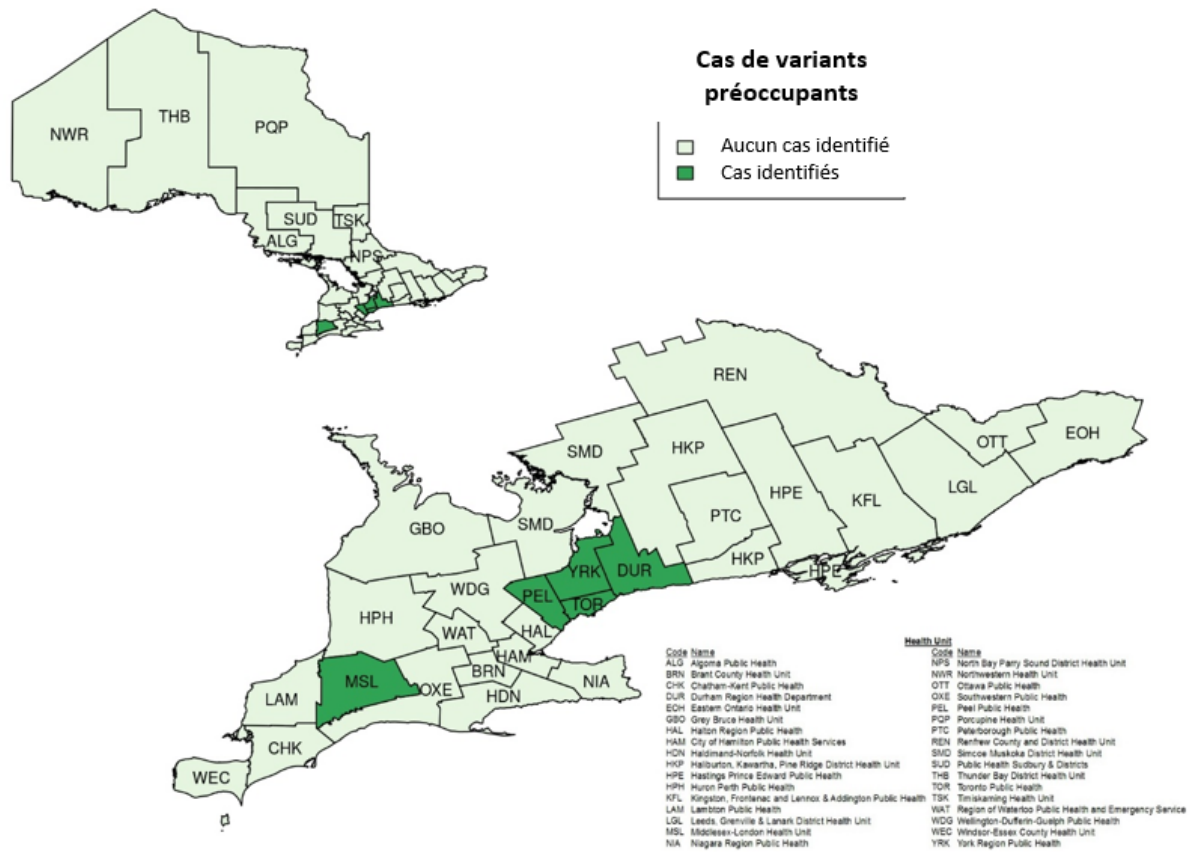 Cas de variants
préoccupants
Aucun cas identifié
Cas identifiés
NWR
THB
PQP
SUD
TSK
ALG
NPS
REN
SMD
HKP
OTT
EOH
HPE
KFL
LGL
PTC
GBO
SMD
HKP
HPE
YRK
DUR
WDG
PEL
TOR
HPH
WAT
HAL
HAM
MSL
BRN
OXE
NIA
LAM
HDN
CHK
WEC
Health Unit
Code Name
ALG Algoma Public Health
BRN Brant County Health Unit
CHK Chatham-Kent Public Health
DUR Durham Region Health Department
EOH Eastern Ontario Health Unit
GBO Grey Bruce Health Unit
HAL Halton Region Public Health
HAM City of Hamilton Public Health Services
HDN Haldimand-Norfolk Health Unit
HKP Haliburton, Kawartha, Pine Ridge District Health Unit
HPE Hastings Prince Edward Public Health
HPH Huron Perth Public Health
KFL Kingston, Frontenac and Lennox & Addington Public Health
LAM Lambton Public Health
LGL Leeds, Grenville & Lanark District Health Unit
MSL Middlesex-London Health Unit
NIA Niagara Region Public Health
Code Name
NPS North Bay Parry Sound District Health Unit
NWR Northwestern Health Unit
OTT Ottawa Public Health
OXE Southwestern Public Health
PEL Peel Public Health
PQP Porcupine Health Unit
PTC Peterborough Public Health
REN Renfrew County and District Health Unit
SMD Simcoe Muskoka District Health Unit
SUD Public Health Sudbury & Districts
THB Thunder Bay District Health Unit
TOR Toronto Public Health
TSK Timiskaming Health Unit
WAT Region of Waterloo Public Health and Emergency Service
WDG Wellington-Dufferin-Guelph Public Health
WEC Windsor-Essex County Health Unit
YRK York Region Public Health